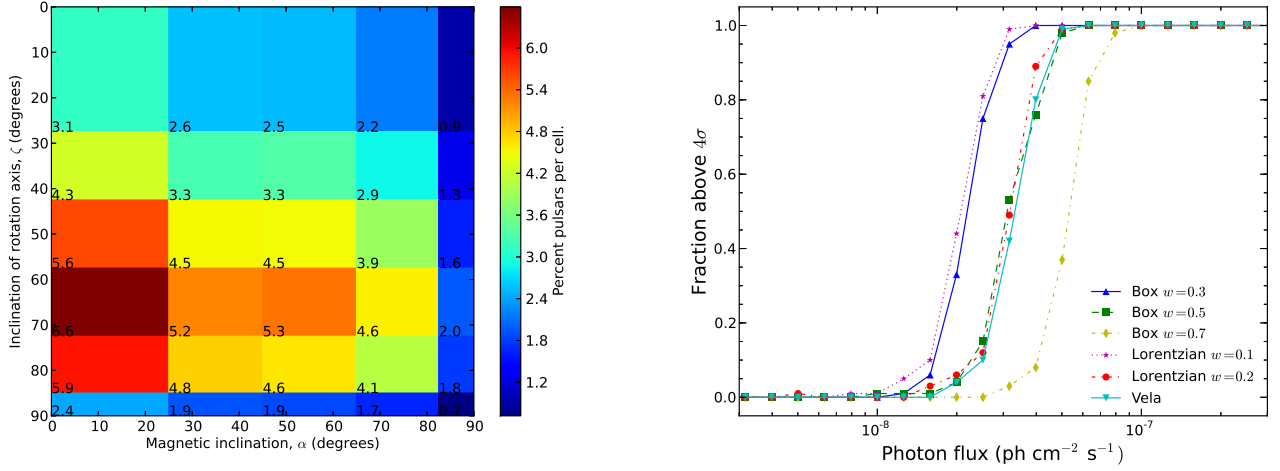 0
10
20
30
40
50
60
70
80
90
Inclination of rotation axis, ζ (degrees)
3.1 2.6 2.5 2.2 0.9
4.3 3.3 3.3 2.9 1.3
5.6 4.5 4.5 3.9 1.6
6.6 5.2 5.3 4.6 2.0
5.9 4.8 4.6 4.1 1.8
2.4 1.9 1.9 1.7 0.7
0 10 20 30 40 50 60 70 80 90
Magnetic inclination, α (degrees)
6.0
5.4
4.8
4.2
3.6
3.0
2.4
1.8
1.2
Percent pulsars per cell.
1.0
0.8
0.6
0.4
0.2
0.0
Fraction above 4σ
Box w=0.3
Box w=0.5
Box w=0.7
Lorentzian w=0.1
Lorentzian w=0.2
Vela
10⁻⁸ 10⁻⁷
Photon flux (ph cm⁻² s⁻¹)